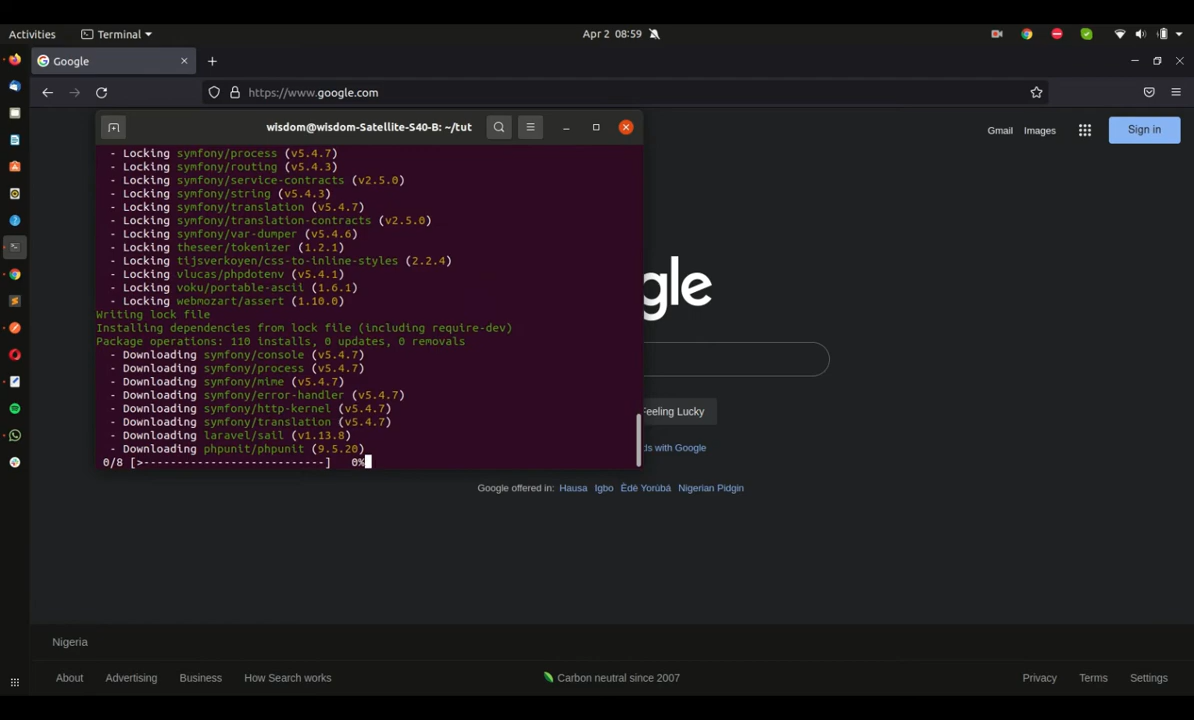 Activities
Terminal
Apr 2 08:59
Google
https://www.google.com
Gmail
Images
Sign in
wisdom@wisdom-Satellite-S40-B: ~/tut
- Locking symfony/process (v5.4.7)
- Locking symfony/routing (v5.4.3)
- Locking symfony/service-contracts (v2.5.0)
- Locking symfony/string (v5.4.3)
- Locking symfony/translation (v5.4.7)
- Locking symfony/translation-contracts (v2.5.0)
- Locking symfony/var-dumper (v5.4.6)
- Locking theseer/tokenizer (1.2.1)
- Locking tijsverkoyen/css-to-inline-styles (2.2.4)
- Locking vlucas/phpdotenv (v5.4.1)
- Locking voku/portable-ascii (1.6.1)
- Locking webmozart/assert (1.10.0)
Writing lock file
Installing dependencies from lock file (including require-dev)
Package operations: 110 installs, 0 updates, 0 removals
- Downloading symfony/console (v5.4.7)
- Downloading symfony/process (v5.4.7)
- Downloading symfony/mime (v5.4.7)
- Downloading symfony/error-handler (v5.4.7)
- Downloading symfony/http-kernel (v5.4.7)
- Downloading symfony/translation (v5.4.7)
- Downloading laravel/sail (v1.13.8)
- Downloading phpunit/phpunit (9.5.20)
0/8 [>---------------------------] 0%
gle
Feeling Lucky
ds with Google
Google offered in: Hausa Igbo Èdè Yorùbá Nigerian Pidgin
Nigeria
About
Advertising
Business
How Search works
Carbon neutral since 2007
Privacy
Terms
Settings